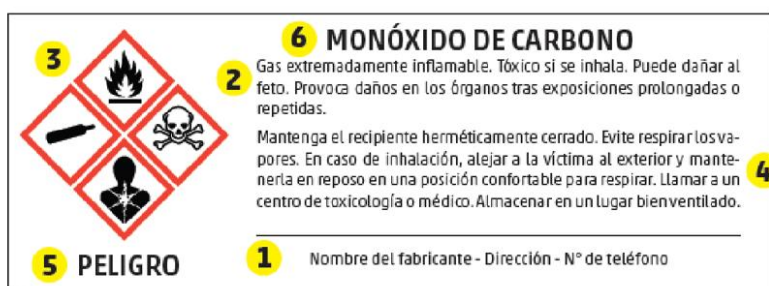 6 MONÓXIDO DE CARBONO
3
2 Gas extremadamente inflamable. Tóxico si se inhala. Puede dañar al
feto. Provoca daños en los órganos tras exposiciones prolongadas o
repetidas.
Mantenga el recipiente herméticamente cerrado. Evite respirar los va-
pores. En caso de inhalación, alejar a la víctima al exterior y mante-
nerla en reposo en una posición confortable para respirar. Llamar a un 4
centro de toxicología o médico. Almacenar en un lugar bien ventilado.
5 PELIGRO
1 Nombre del fabricante - Dirección - N° de teléfono